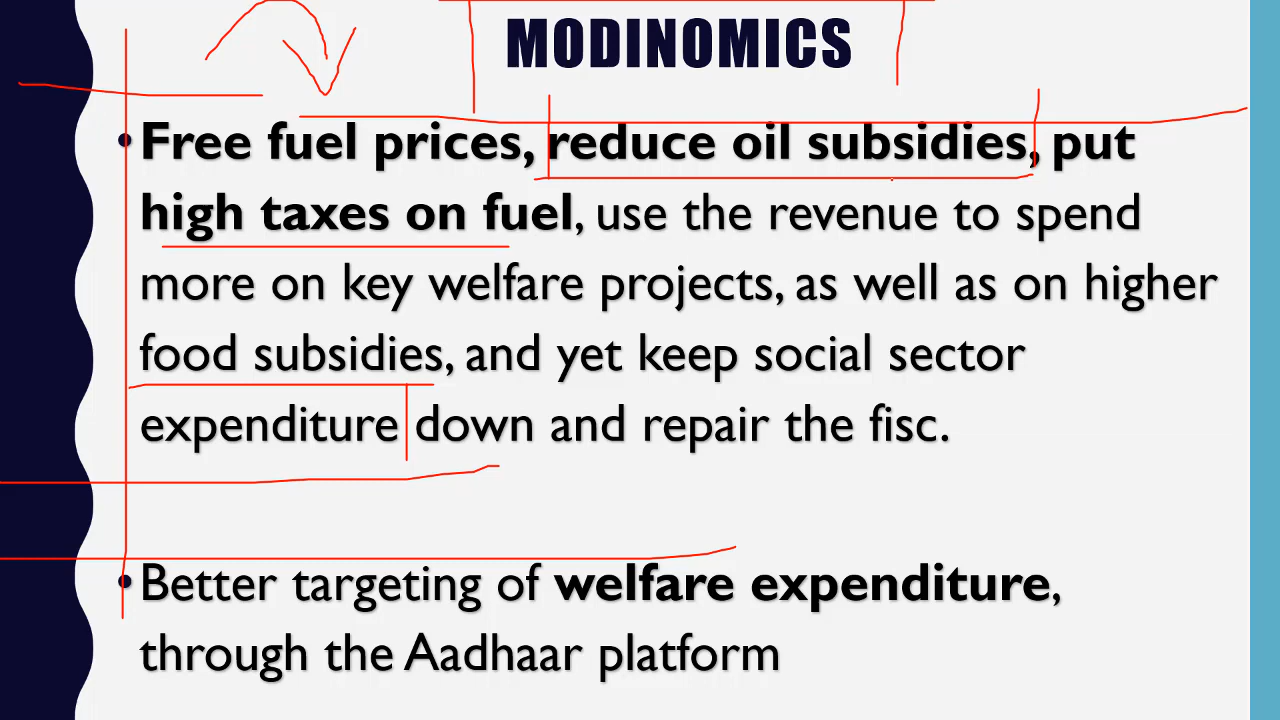 MODINOMICS
• Free fuel prices, reduce oil subsidies, put
high taxes on fuel, use the revenue to spend
more on key welfare projects, as well as on higher
food subsidies, and yet keep social sector
expenditure down and repair the fisc.
• Better targeting of welfare expenditure,
through the Aadhaar platform